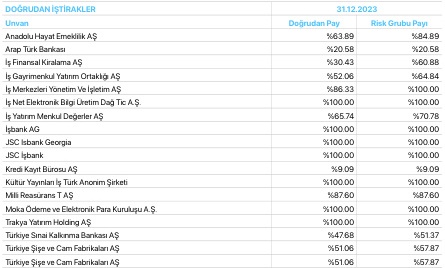 DOĞRUDAN İŞTİRAKLER 31.12.2023
Unvan Doğrudan Pay Risk Grubu Payı
Anadolu Hayat Emeklilik AŞ %63.89 %84.89
Arap Türk Bankası %20.58 %20.58
İş Finansal Kiralama AŞ %30.43 %60.88
İş Gayrimenkul Yatırım Ortaklığı AŞ %52.06 %64.84
İş Merkezleri Yönetim Ve İşletim AŞ %86.33 %100.00
İş Net Elektronik Bilgi Üretim Dağ Tic A.Ş. %100.00 %100.00
İş Yatırım Menkul Değerler AŞ %65.74 %70.78
İşbank AG %100.00 %100.00
JSC Isbank Georgia %100.00 %100.00
JSC İşbank %100.00 %100.00
Kredi Kayıt Bürosu AŞ %9.09 %9.09
Kültür Yayınları İş Türk Anonim Şirketi %100.00 %100.00
Milli Reasürans T AŞ %87.60 %87.60
Moka Ödeme ve Elektronik Para Kuruluşu A.Ş. %100.00 %100.00
Trakya Yatırım Holding AŞ %100.00 %100.00
Türkiye Sınai Kalkınma Bankası AŞ %47.68 %51.37
Türkiye Şişe ve Cam Fabrikaları AŞ %51.06 %57.87
Türkiye Şişe ve Cam Fabrikaları AŞ %51.06 %57.87